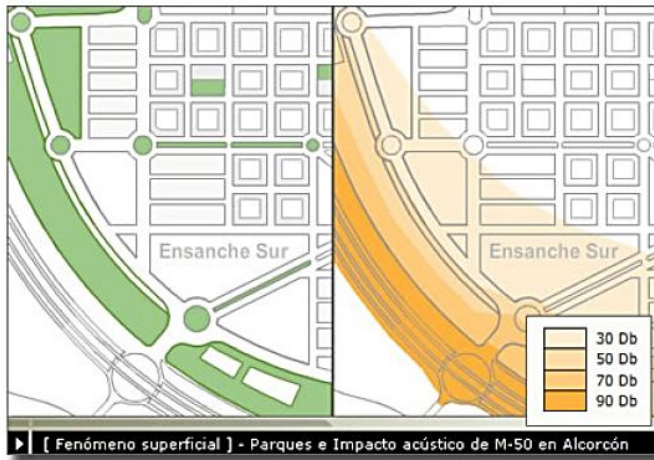 Ensanche Sur
Ensanche Sur
30 Db
50 Db
70 Db
90 Db
[ Fenómeno superficial ] - Parques e Impacto acústico de M-50 en Alcorcón